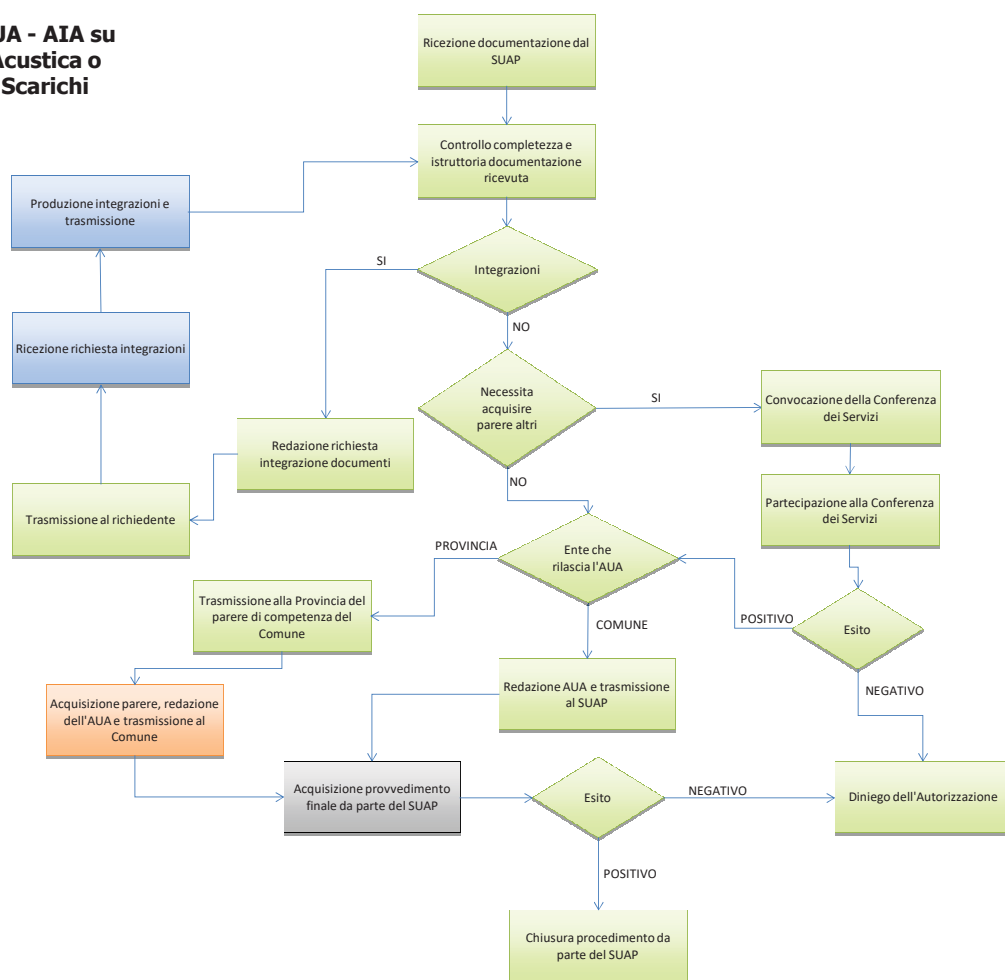 UA - AIA su
Acustica o
Scarichi
Ricezione documentazione dal
SUAP
Controllo completezza e
istruttoria documentazione
ricevuta
Produzione integrazioni e
trasmissione
SI
Integrazioni
NO
Ricezione richiesta integrazioni
Necessita
acquisire
parere altri
SI
Convocazione della Conferenza
dei Servizi
Redazione richiesta
integrazione documenti
NO
Trasmissione al richiedente
Partecipazione alla Conferenza
dei Servizi
PROVINCIA
Ente che
rilascia l'AUA
Trasmissione alla Provincia del
parere di competenza del
Comune
COMUNE
POSITIVO
Esito
NEGATIVO
Redazione AUA e trasmissione
al SUAP
Acquisizione parere, redazione
dell'AUA e trasmissione al
Comune
Acquisizione provvedimento
finale da parte del SUAP
Esito
NEGATIVO
Diniego dell'Autorizzazione
POSITIVO
Chiusura procedimento da
parte del SUAP